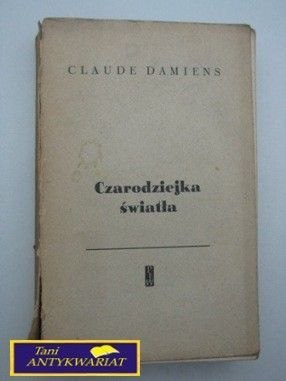 CLAUDE DAMIENS
Czarodziejka
światła
Tani
ANTYKWARIAT